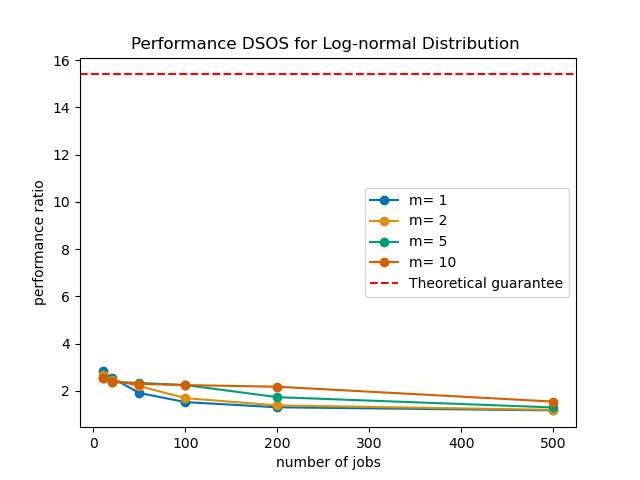 Performance DSOS for Log-normal Distribution
performance ratio
16
14
12
10
8
6
4
2
m= 1
m= 2
m= 5
m= 10
Theoretical guarantee
0 100 200 300 400 500
number of jobs